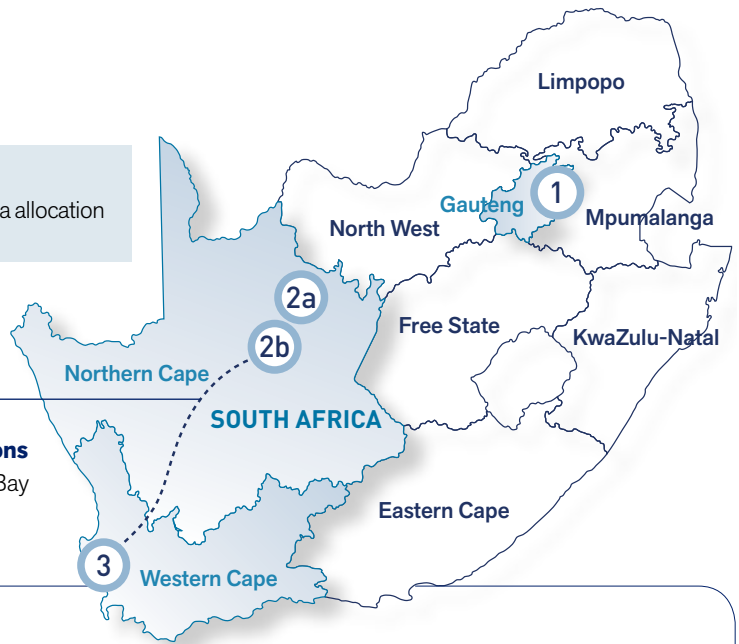 Limpopo
a allocation
Gauteng
1
North West
Mpumalanga
2a
Free State
2b
KwaZulu-Natal
Northern Cape
SOUTH AFRICA
ons
Bay
Eastern Cape
3
Western Cape